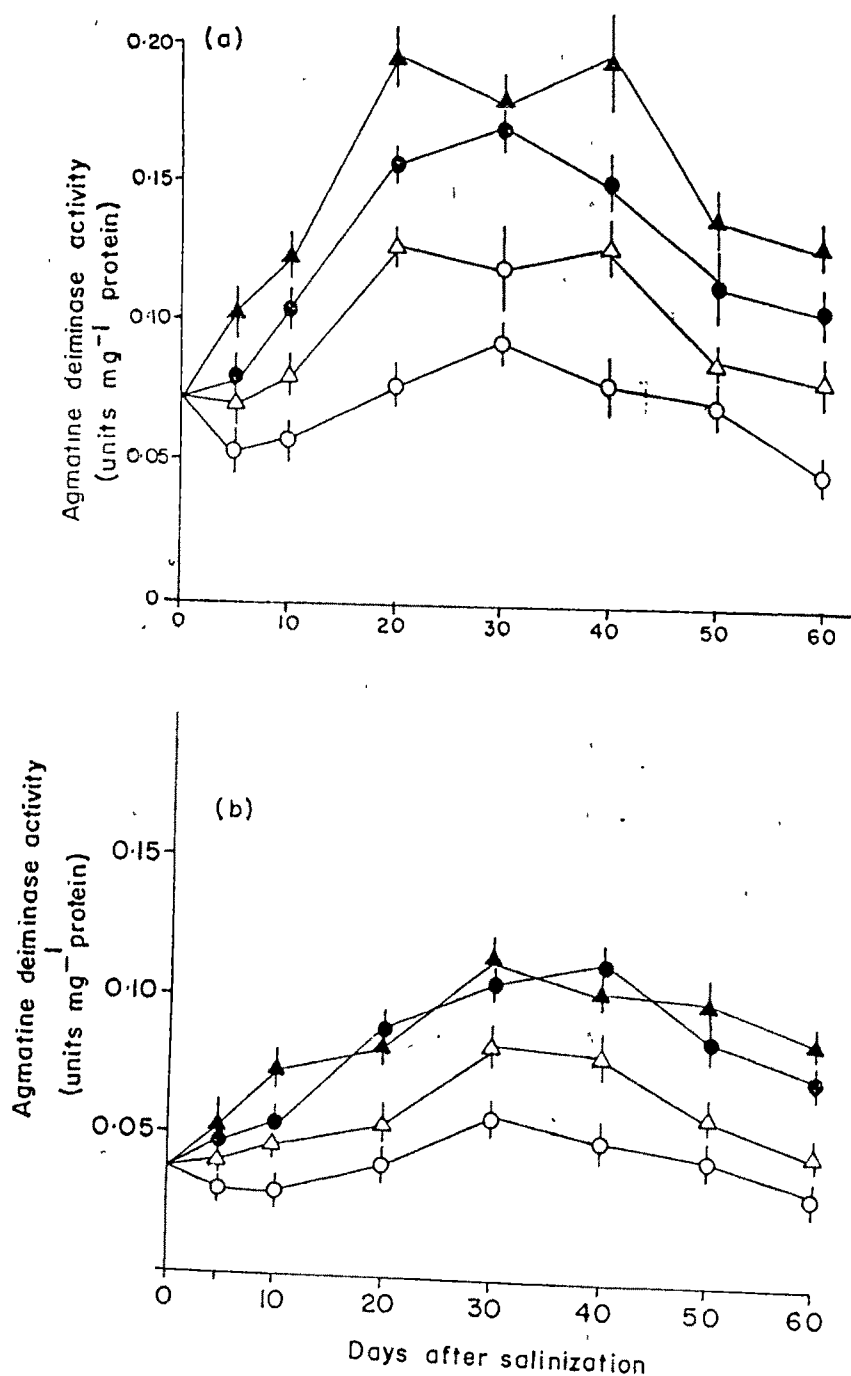 (a)
0·20
0·15
0·10
0·05
0
Agmatine deiminase activity
(units mg⁻¹ protein)
0 10 20 30 40 50 60
(b)
0·15
0·10
0·05
Agmatine deiminase activity
(units mg⁻¹ protein)
0 10 20 30 40 50 60
Days after salinization